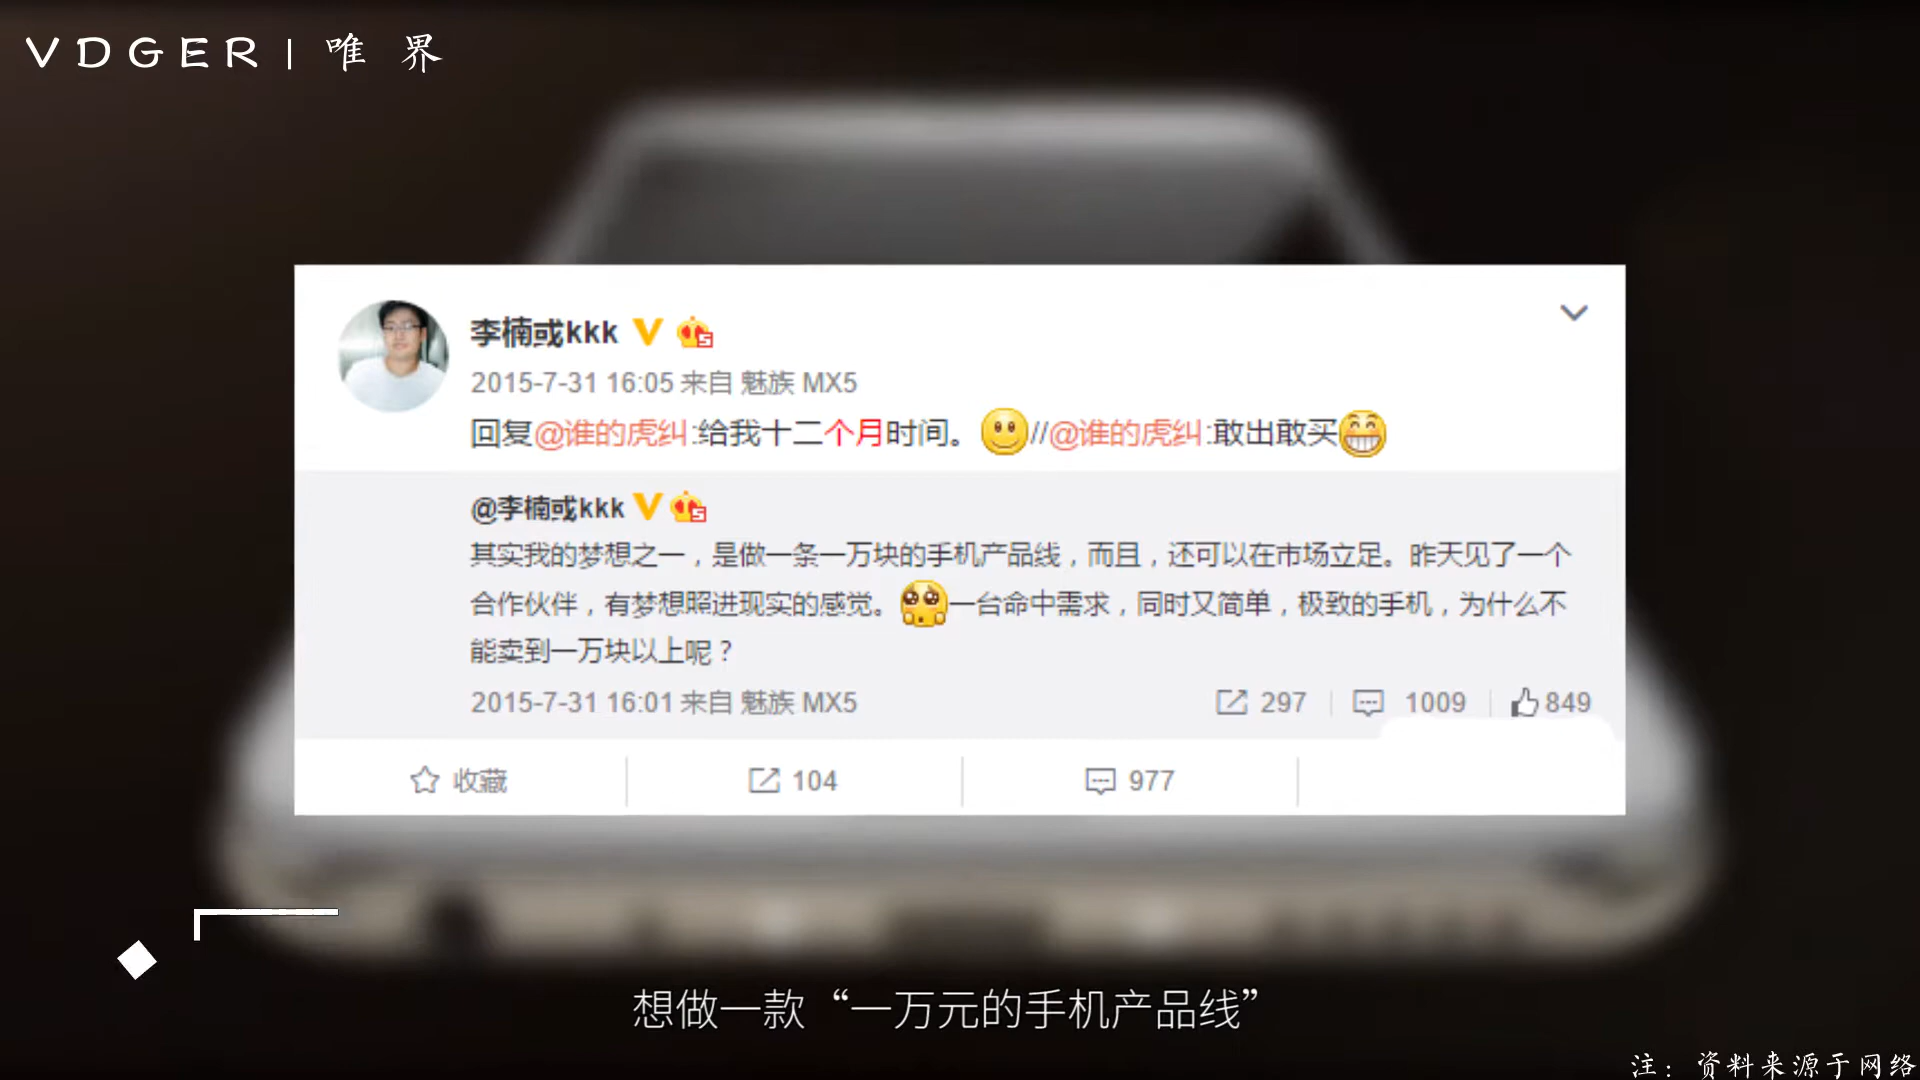 VDGER | 唯 界
李楠或kkk
2015-7-31 16:05 来自 魅族 MX5
回复@谁的虎纠:给我十二个月时间。//@谁的虎纠:敢出敢买
@李楠或kkk
其实我的梦想之一，是做一条一万块的手机产品线，而且，还可以在市场立足。昨天见了一个
合作伙伴，有梦想照进现实的感觉。一台命中需求，同时又简单，极致的手机，为什么不
能卖到一万块以上呢？
2015-7-31 16:01 来自 魅族 MX5 297 1009 849
收藏 104 977
想做一款“一万元的手机产品线”
注：资料来源于网络